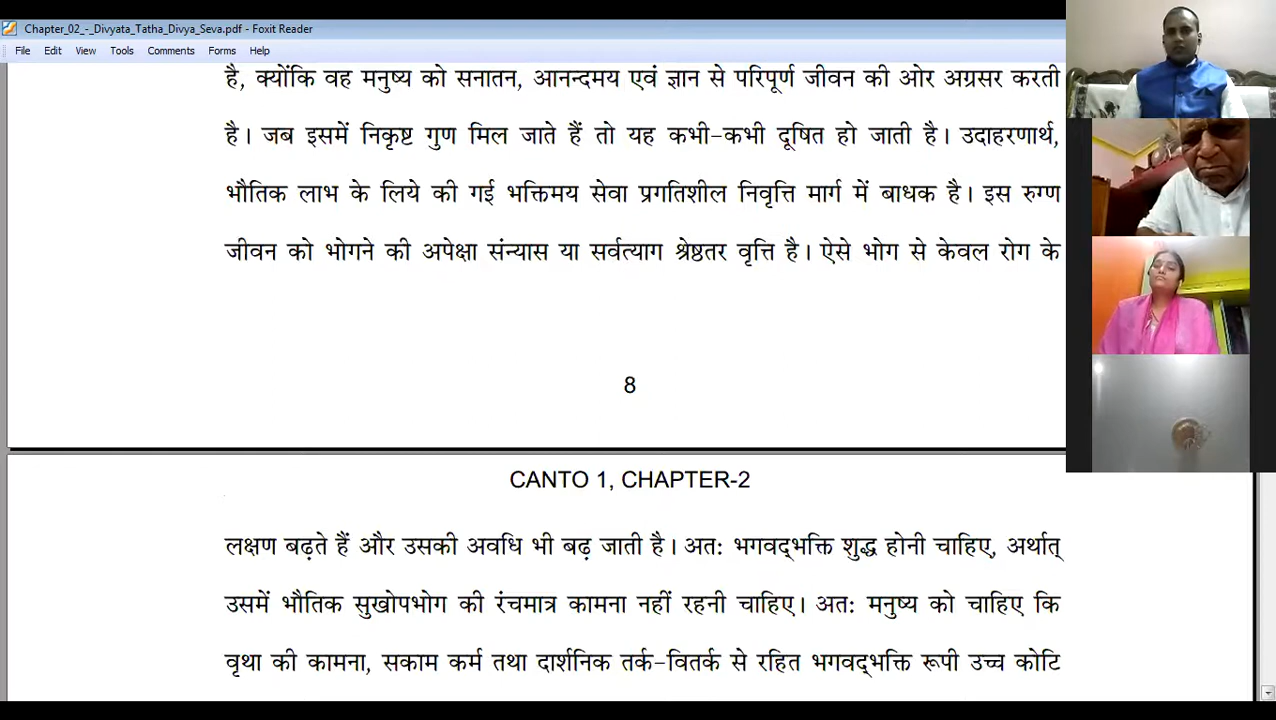 Chapter_02_-_Divyata_Tatha_Divya_Seva.pdf - Foxit Reader
File Edit View Tools Comments Forms Help
है, क्योंकि वह मनुष्य को सनातन, आनन्दमय एवं ज्ञान से परिपूर्ण जीवन की ओर अग्रसर करती
है। जब इसमें निकृष्ट गुण मिल जाते हैं तो यह कभी-कभी दूषित हो जाती है। उदाहरणार्थ,
भौतिक लाभ के लिये की गई भक्तिमय सेवा प्रगतिशील निवृत्ति मार्ग में बाधक है। इस रुग्ण
जीवन को भोगने की अपेक्षा संन्यास या सर्वत्याग श्रेष्ठतर वृत्ति है। ऐसे भोग से केवल रोग के
8
CANTO 1, CHAPTER-2
लक्षण बढ़ते हैं और उसकी अवधि भी बढ़ जाती है। अत: भगवद्भक्ति शुद्ध होनी चाहिए, अर्थात्
उसमें भौतिक सुखोपभोग की रंचमात्र कामना नहीं रहनी चाहिए। अत: मनुष्य को चाहिए कि
वृथा की कामना, सकाम कर्म तथा दार्शनिक तर्क-वितर्क से रहित भगवद्भक्ति रूपी उच्च कोटि